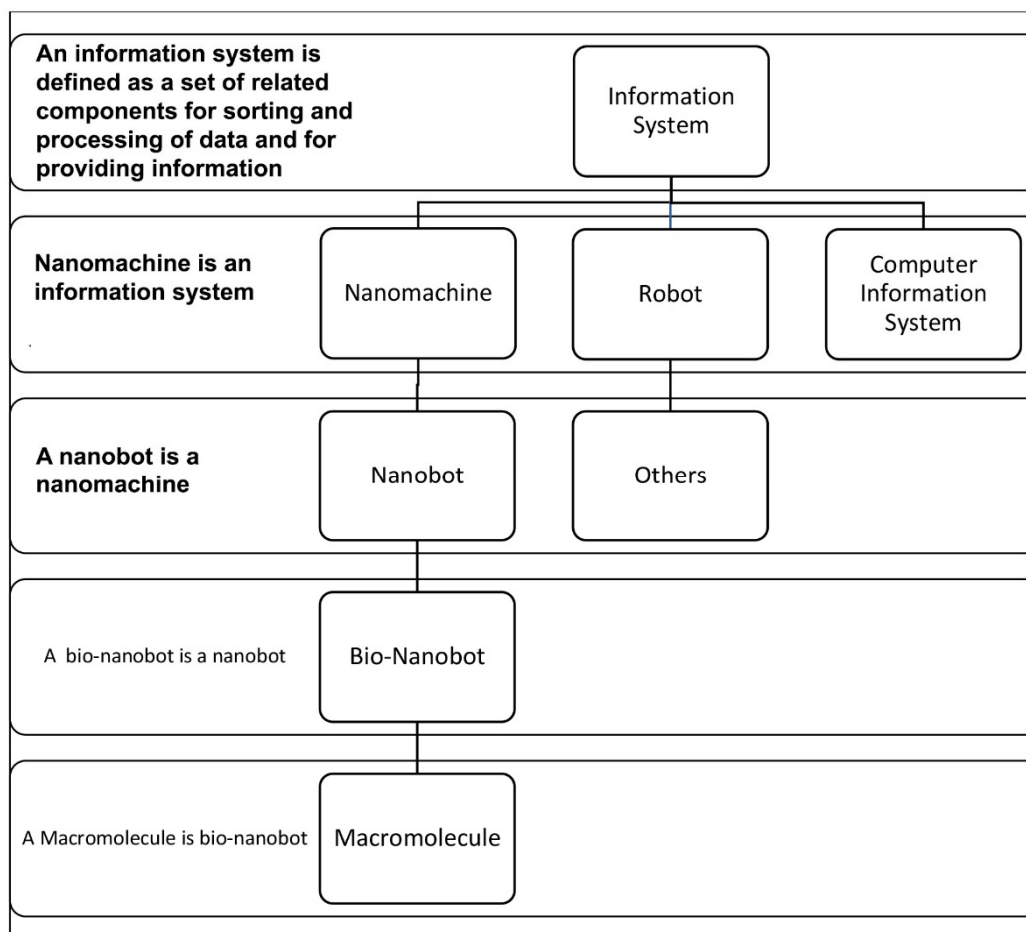 An information system is
defined as a set of related
components for sorting and
processing of data and for
providing information
Information
System
Nanomachine is an
information system
.
Nanomachine
Robot
Computer
Information
System
A nanobot is a
nanomachine
Nanobot
Others
A  bio-nanobot is a nanobot
Bio-Nanobot
A Macromolecule is bio-nanobot
Macromolecule